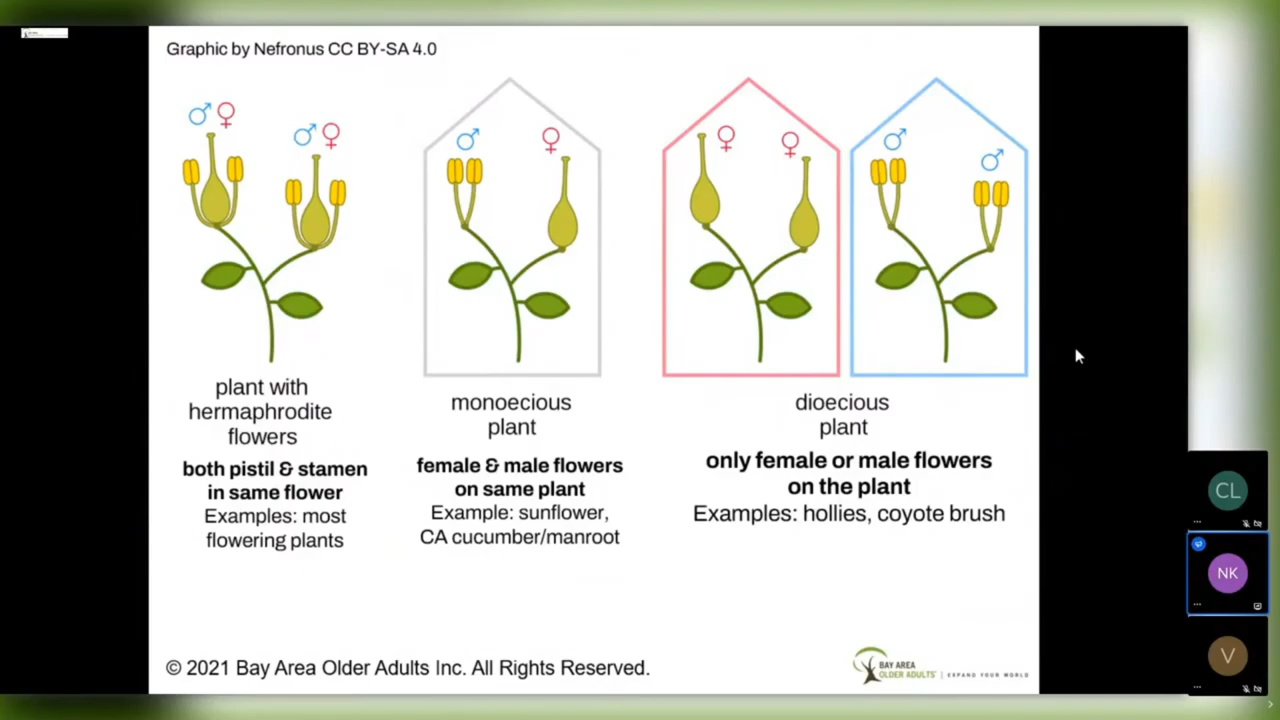 Graphic by Nefronus CC BY-SA 4.0
plant with
hermaphrodite
flowers
both pistil & stamen
in same flower
Examples: most
flowering plants
monoecious
plant
female & male flowers
on same plant
Example: sunflower,
CA cucumber/manroot
dioecious
plant
only female or male flowers
on the plant
Examples: hollies, coyote brush
© 2021 Bay Area Older Adults Inc. All Rights Reserved.
BAY AREA
OLDER ADULTS | EXPAND YOUR WORLD
CL
NK
V